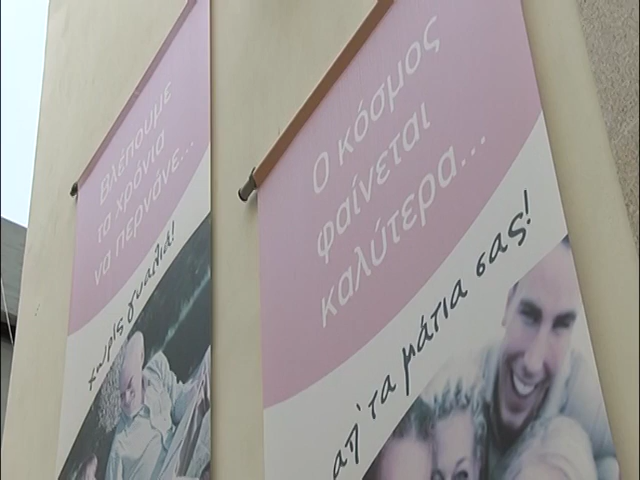 Βλέπουμε
τα χρόνια
να περνάνε...
χωρίς γυαλιά!
Ο κόσμος
φαίνεται
καλύτερα...
απ' τα μάτια σας!